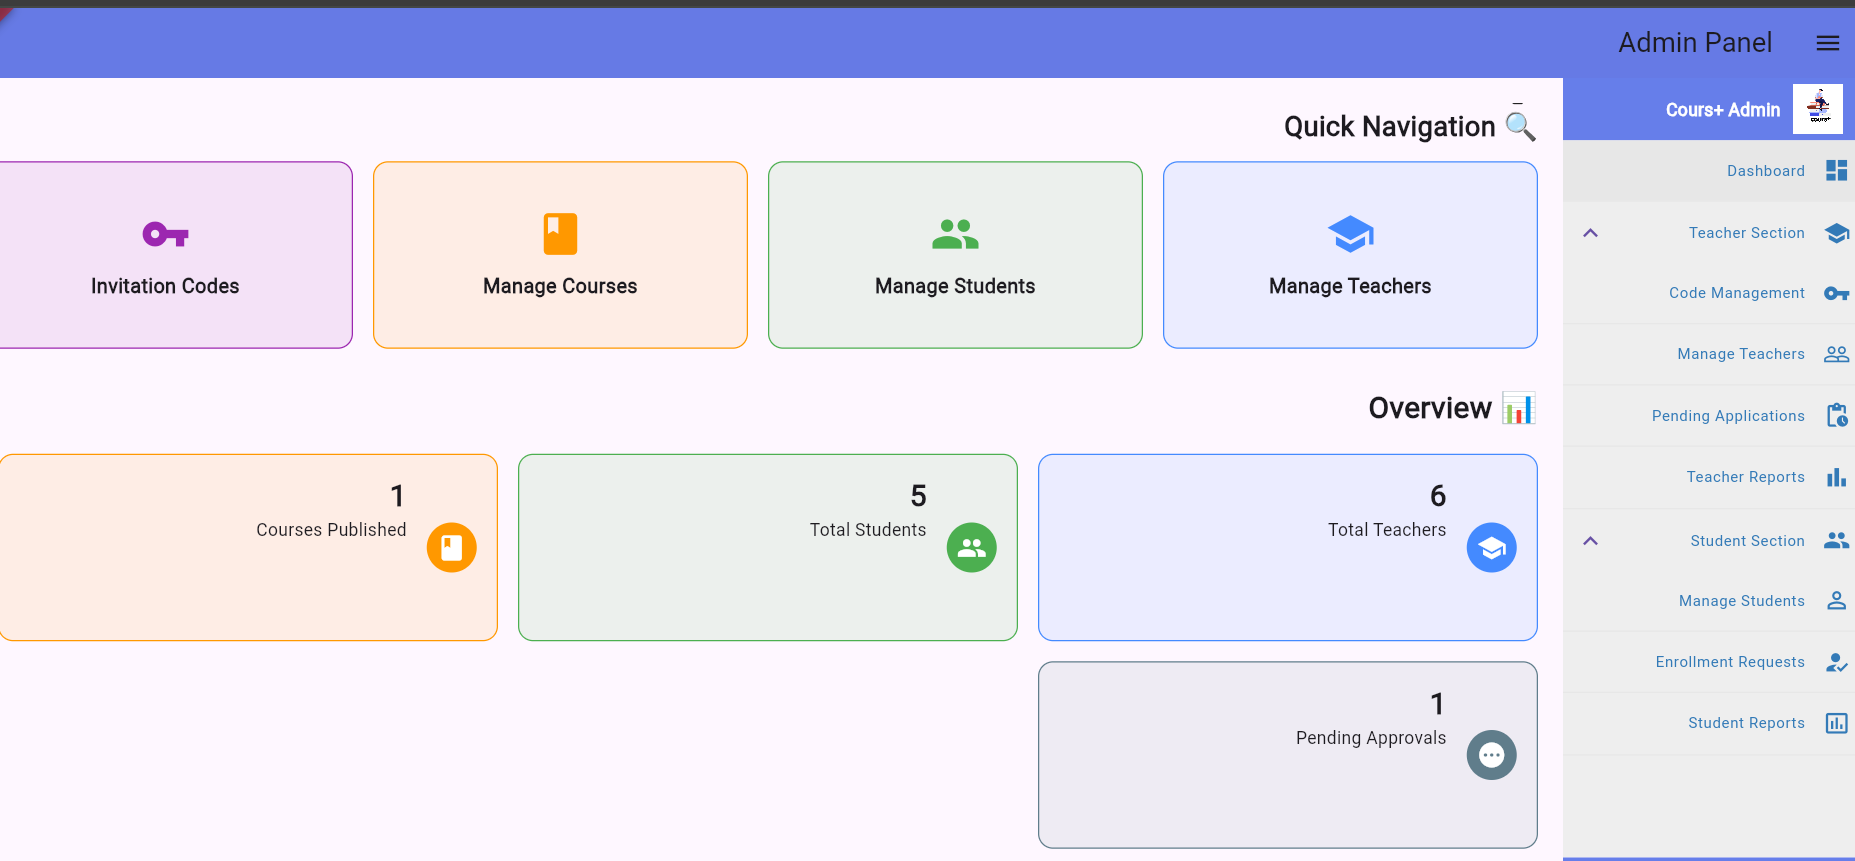 Admin Panel
Cours+ Admin
Dashboard
Teacher Section
Code Management
Manage Teachers
Pending Applications
Teacher Reports
Student Section
Manage Students
Enrollment Requests
Student Reports
Quick Navigation 🔍
Manage Teachers
Manage Students
Manage Courses
Invitation Codes
Overview 📊
6
Total Teachers
5
Total Students
1
Courses Published
1
Pending Approvals